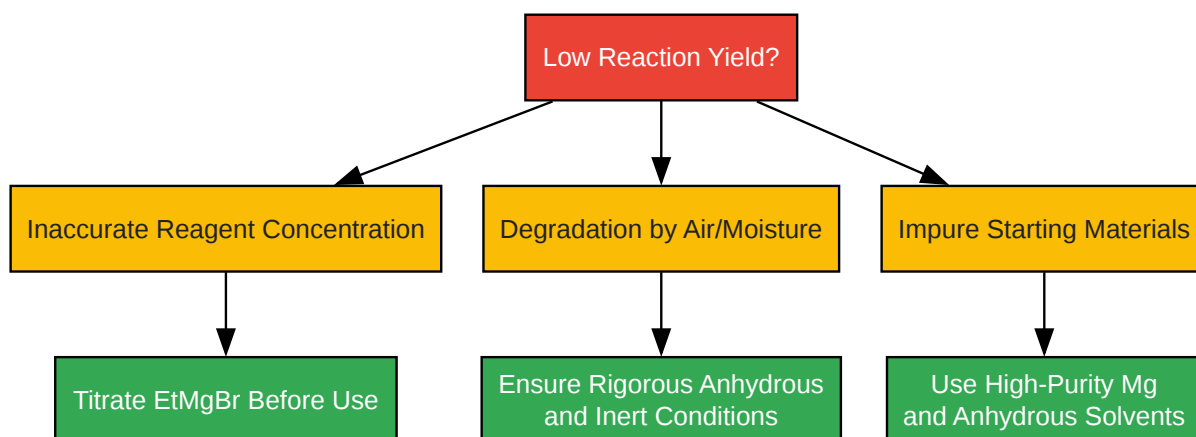 Low Reaction Yield?
Inaccurate Reagent Concentration
Degradation by Air/Moisture
Impure Starting Materials
Titrate EtMgBr Before Use
Ensure Rigorous Anhydrous
and Inert Conditions
Use High-Purity Mg
and Anhydrous Solvents